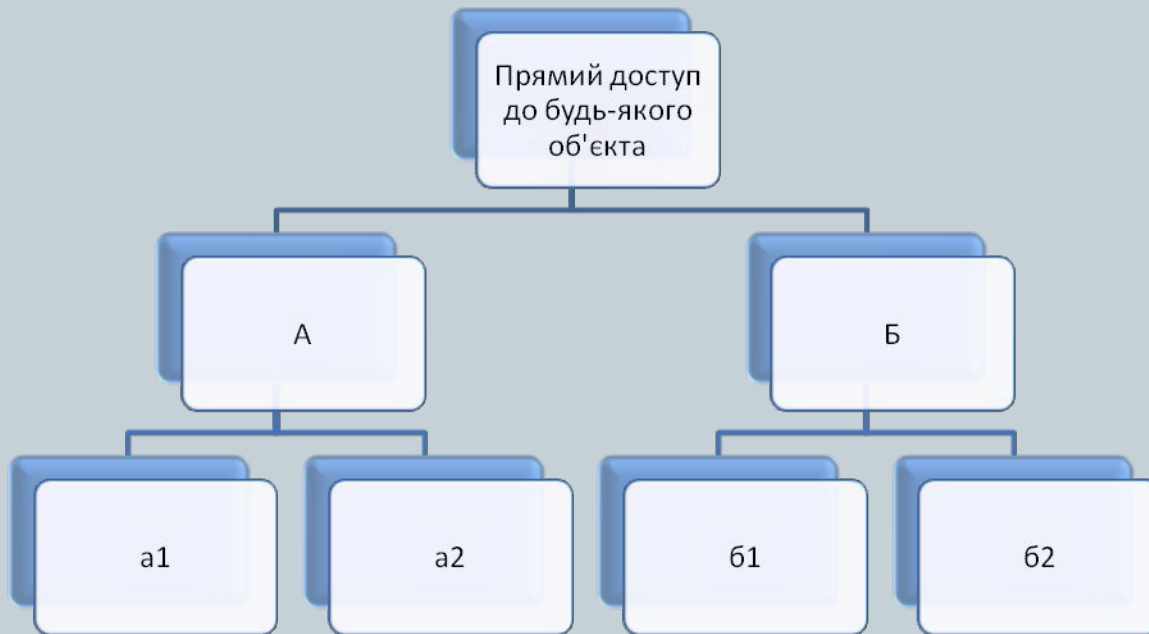 Прямий доступ
до будь-якого
об'єкта
А
Б
а1
а2
б1
б2